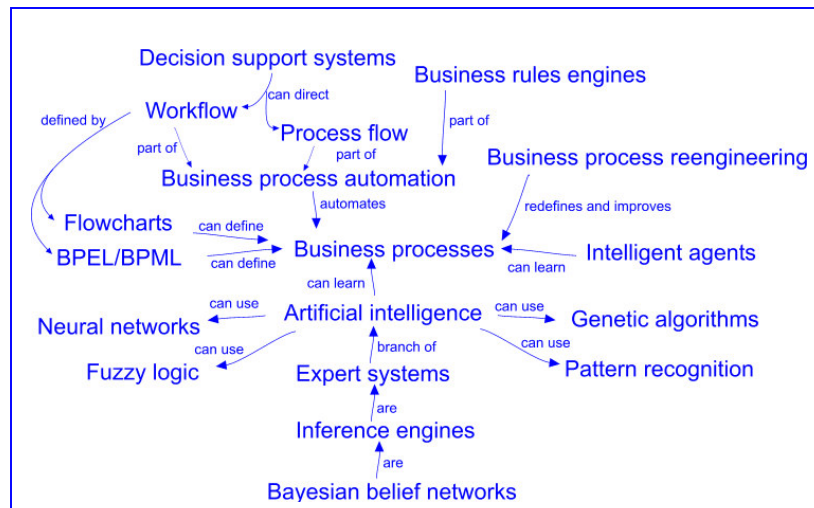 Decision support systems
Business rules engines
can direct
Workflow
defined by
Process flow
part of
part of
part of
Business process reengineering
Business process automation
automates
redefines and improves
Flowcharts
can define
Business processes
Intelligent agents
BPEL/BPML
can define
can learn
can learn
can use
Artificial intelligence
can use
Neural networks
Genetic algorithms
can use
branch of
can use
Fuzzy logic
Expert systems
Pattern recognition
are
Inference engines
are
Bayesian belief networks